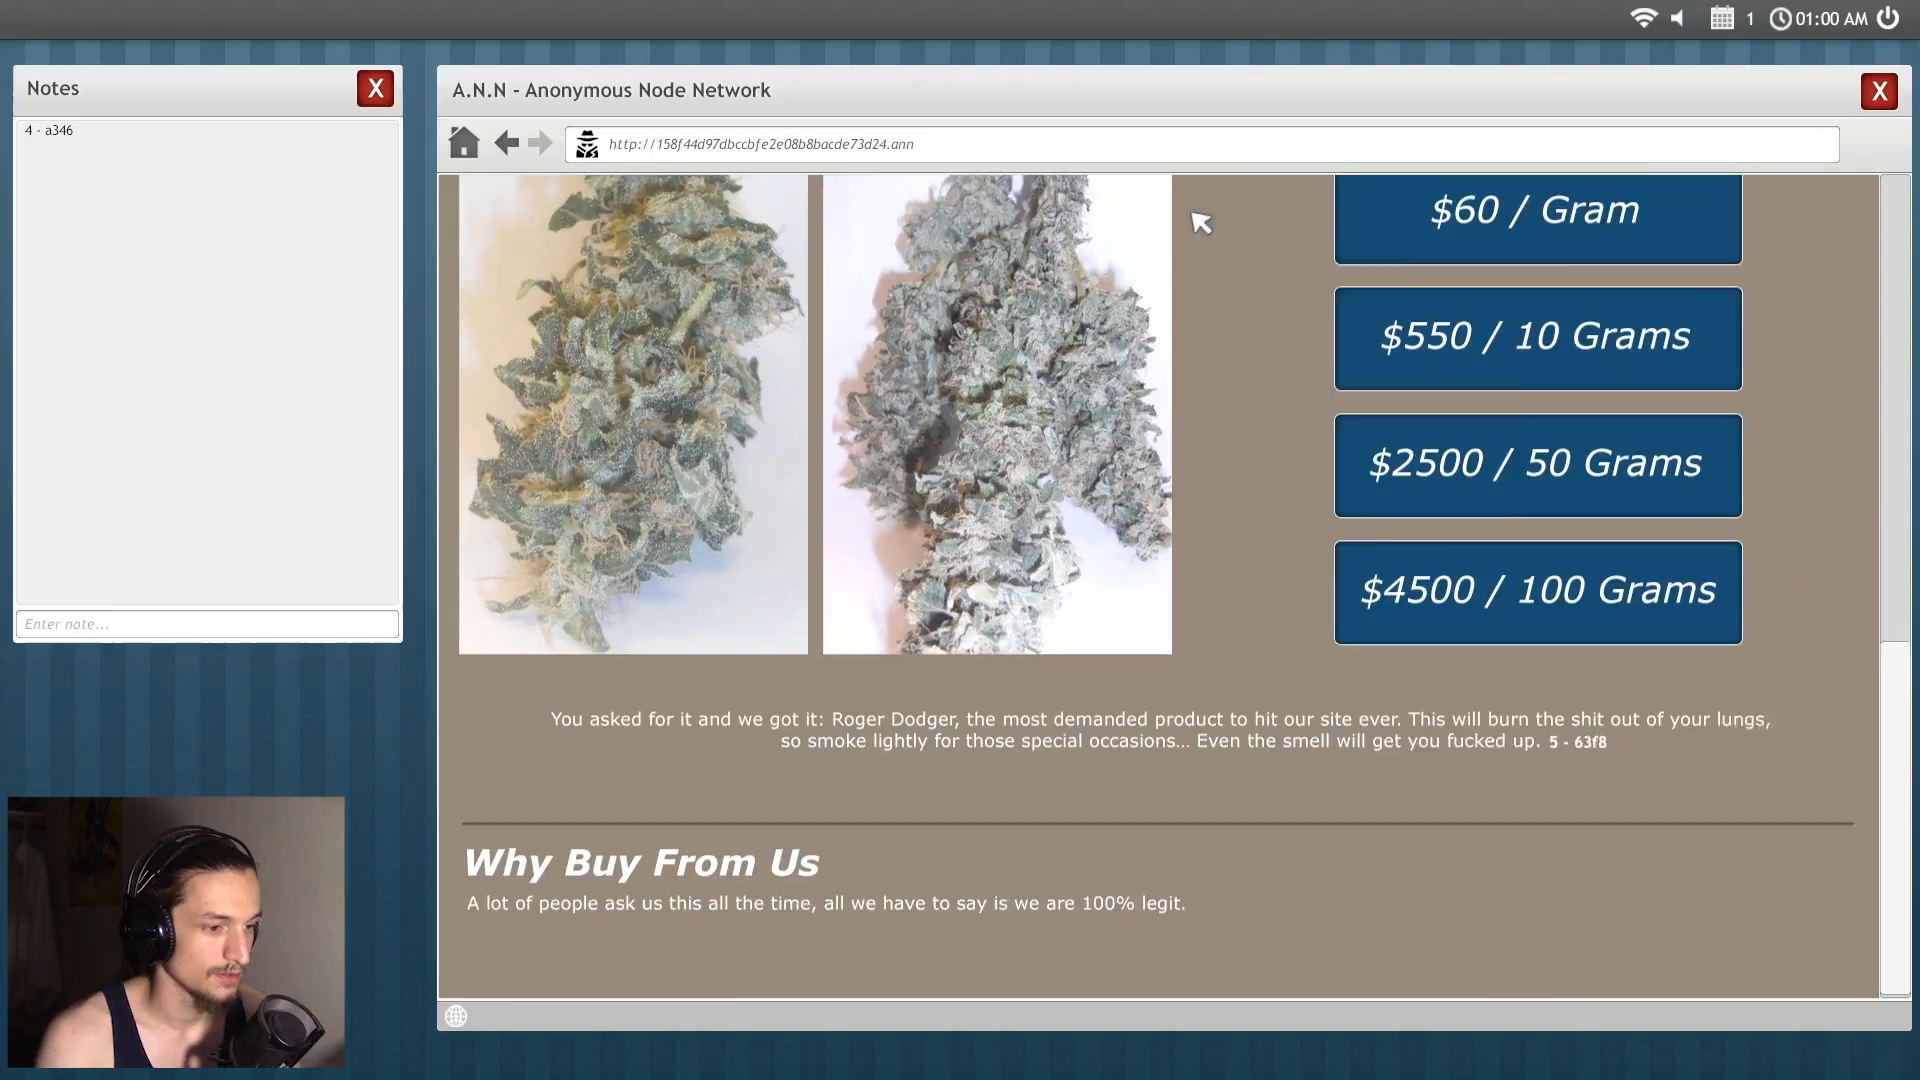 1 01:00 AM
Notes X
4 - a346
Enter note...
A.N.N - Anonymous Node Network X
http://158f44d97dbccbfe2e08b8bacde73d24.ann
$60 / Gram
$550 / 10 Grams
$2500 / 50 Grams
$4500 / 100 Grams
You asked for it and we got it: Roger Dodger, the most demanded product to hit our site ever. This will burn the shit out of your lungs,
so smoke lightly for those special occasions... Even the smell will get you fucked up. 5 - 63f8
Why Buy From Us
A lot of people ask us this all the time, all we have to say is we are 100% legit.